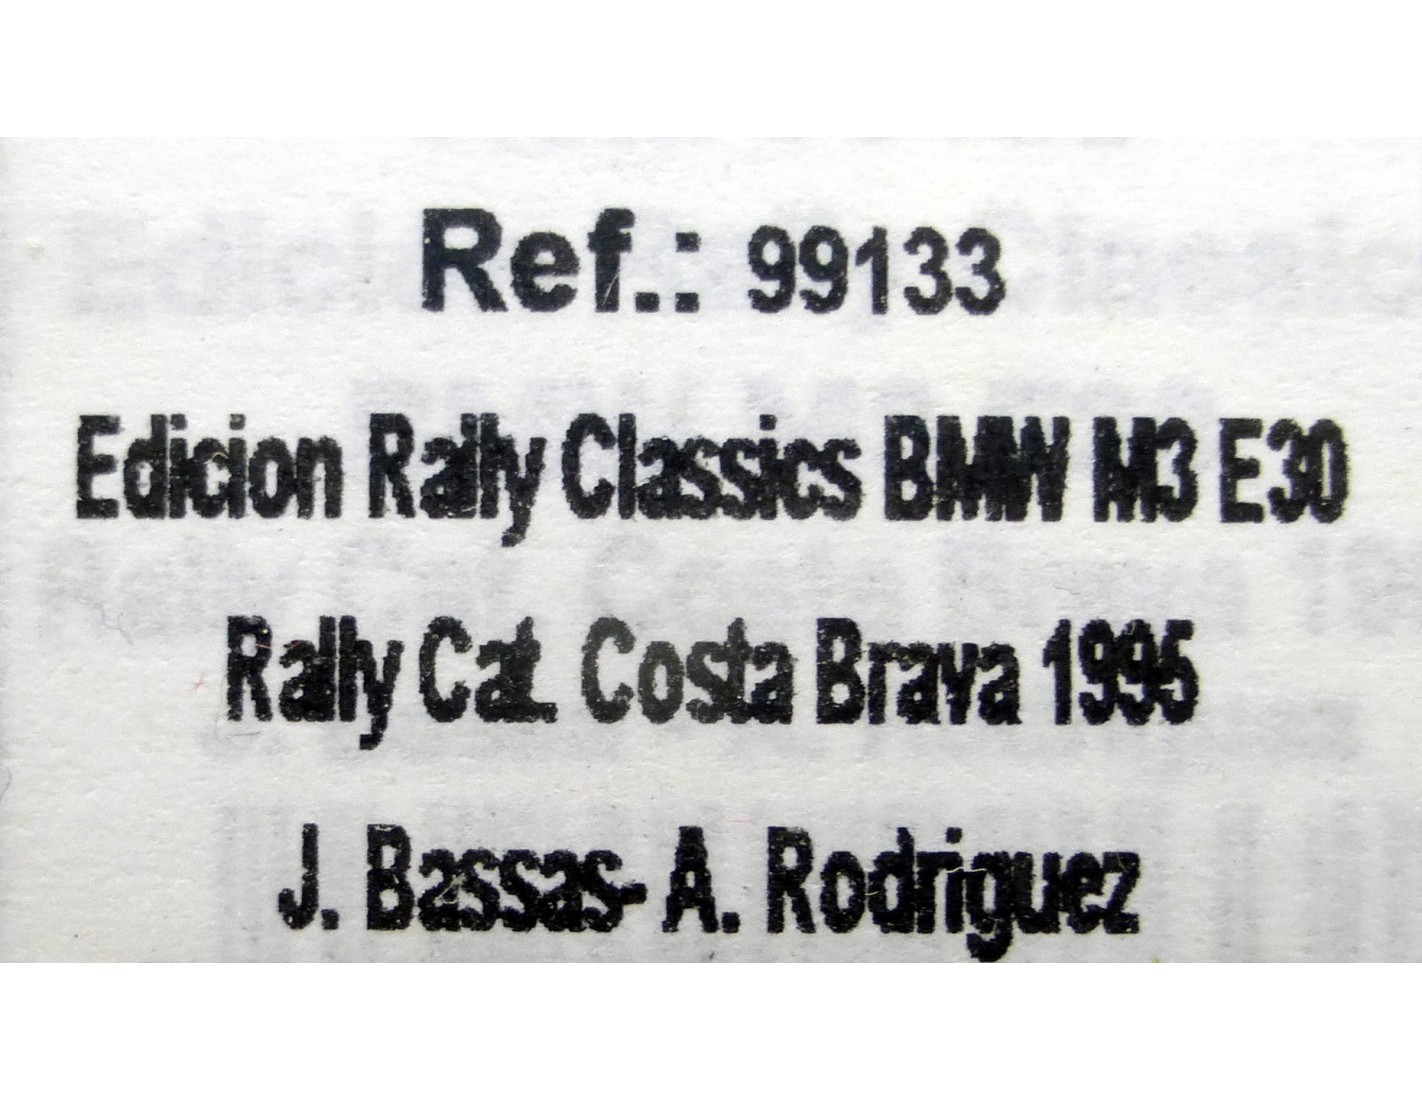 Ref.: 99133
Edicion Rally Classics BMW M3 E30
Rally Cat. Costa Brava 1995
J. Bassas- A. Rodriguez